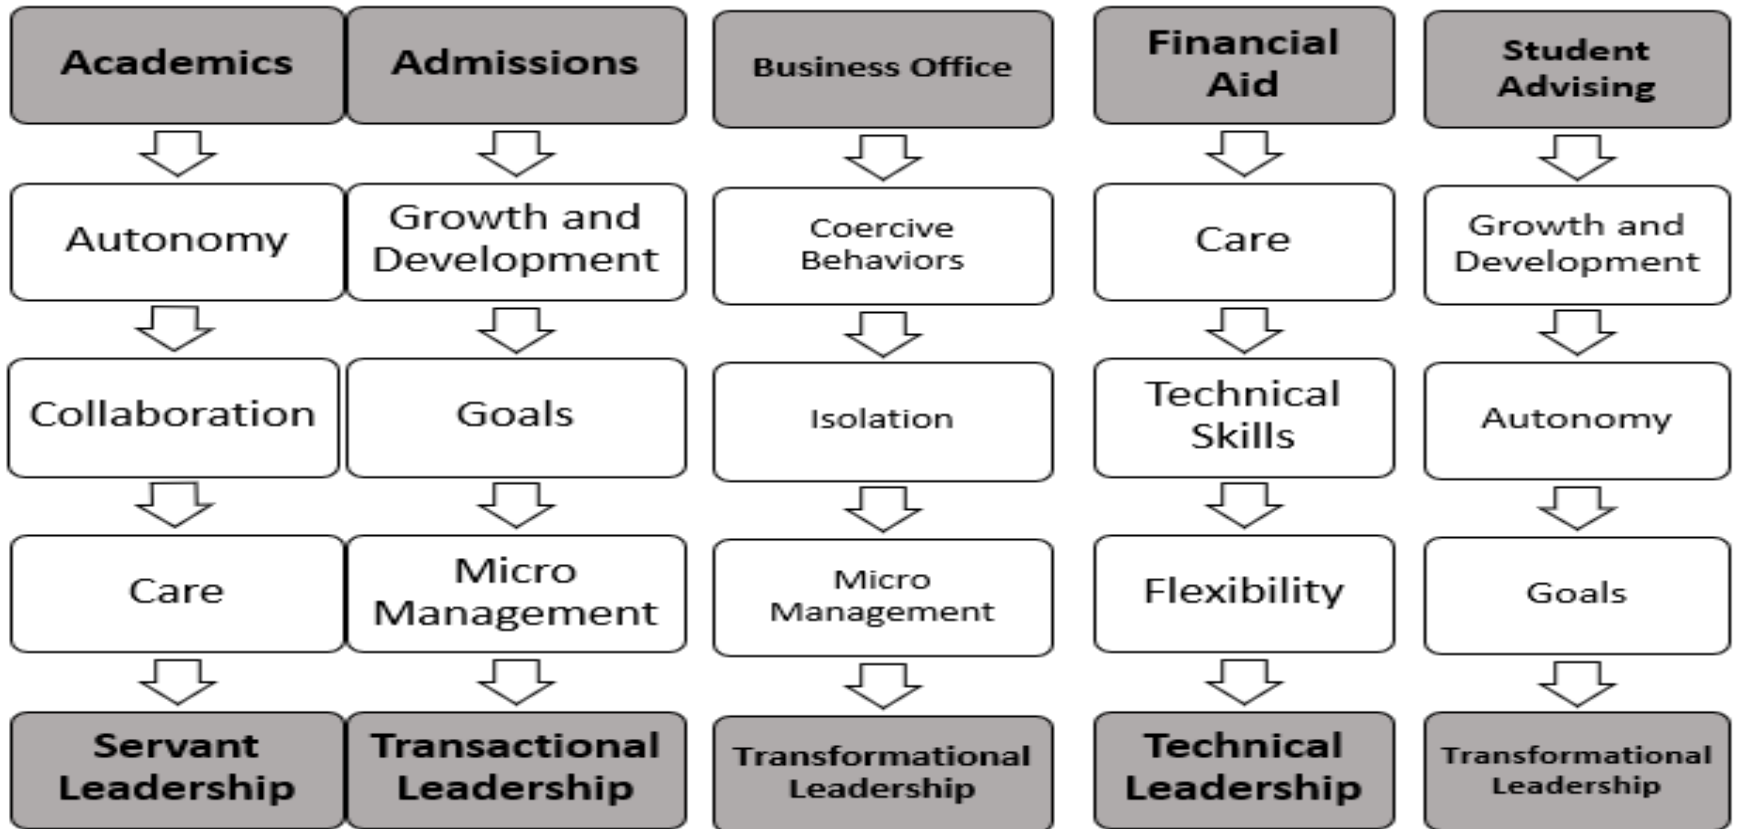 Academics
Autonomy
Collaboration
Care
Servant
Leadership
Admissions
Growth and
Development
Goals
Micro
Management
Transactional
Leadership
Business Office
Coercive
Behaviors
Isolation
Micro
Management
Transformational
Leadership
Financial
Aid
Care
Technical
Skills
Flexibility
Technical
Leadership
Student
Advising
Growth and
Development
Autonomy
Goals
Transformational
Leadership